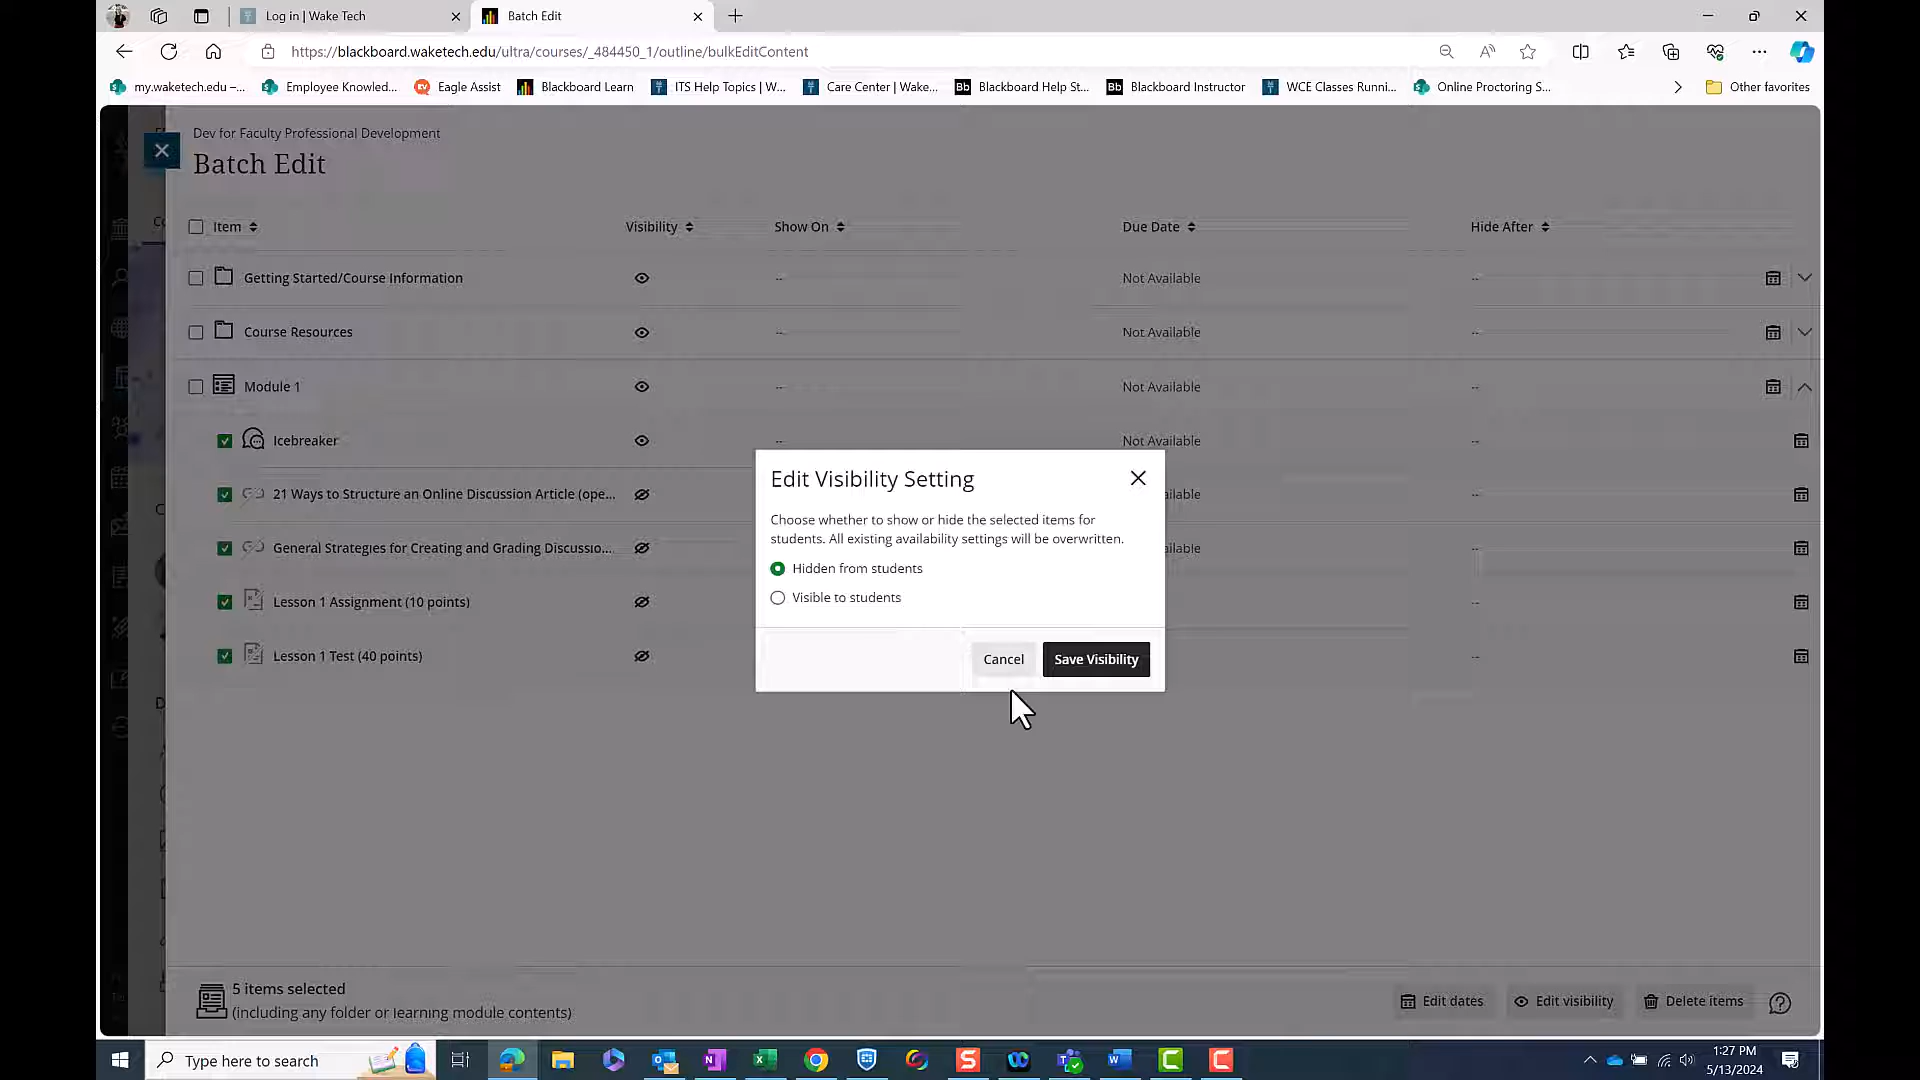 Log in | Wake Tech
Batch Edit
https://blackboard.waketech.edu/ultra/courses/_484450_1/outline/bulkEditContent
my.waketech.edu –...
Employee Knowled...
Eagle Assist
Blackboard Learn
ITS Help Topics | W...
Care Center | Wake...
Bb Blackboard Help St...
Bb Blackboard Instructor
WCE Classes Runni...
Online Proctoring S...
Other favorites
Dev for Faculty Professional Development
Batch Edit
Item Visibility Show On Due Date Hide After
Getting Started/Course Information -- Not Available --
Course Resources -- Not Available --
Module 1 -- Not Available --
Icebreaker -- Not Available --
21 Ways to Structure an Online Discussion Article (ope... ailable --
General Strategies for Creating and Grading Discussio... ailable --
Lesson 1 Assignment (10 points) --
Lesson 1 Test (40 points) --
Edit Visibility Setting
Choose whether to show or hide the selected items for
students. All existing availability settings will be overwritten.
Hidden from students
Visible to students
Cancel
Save Visibility
5 items selected
(including any folder or learning module contents)
Edit dates
Edit visibility
Delete items
Type here to search
1:27 PM
5/13/2024